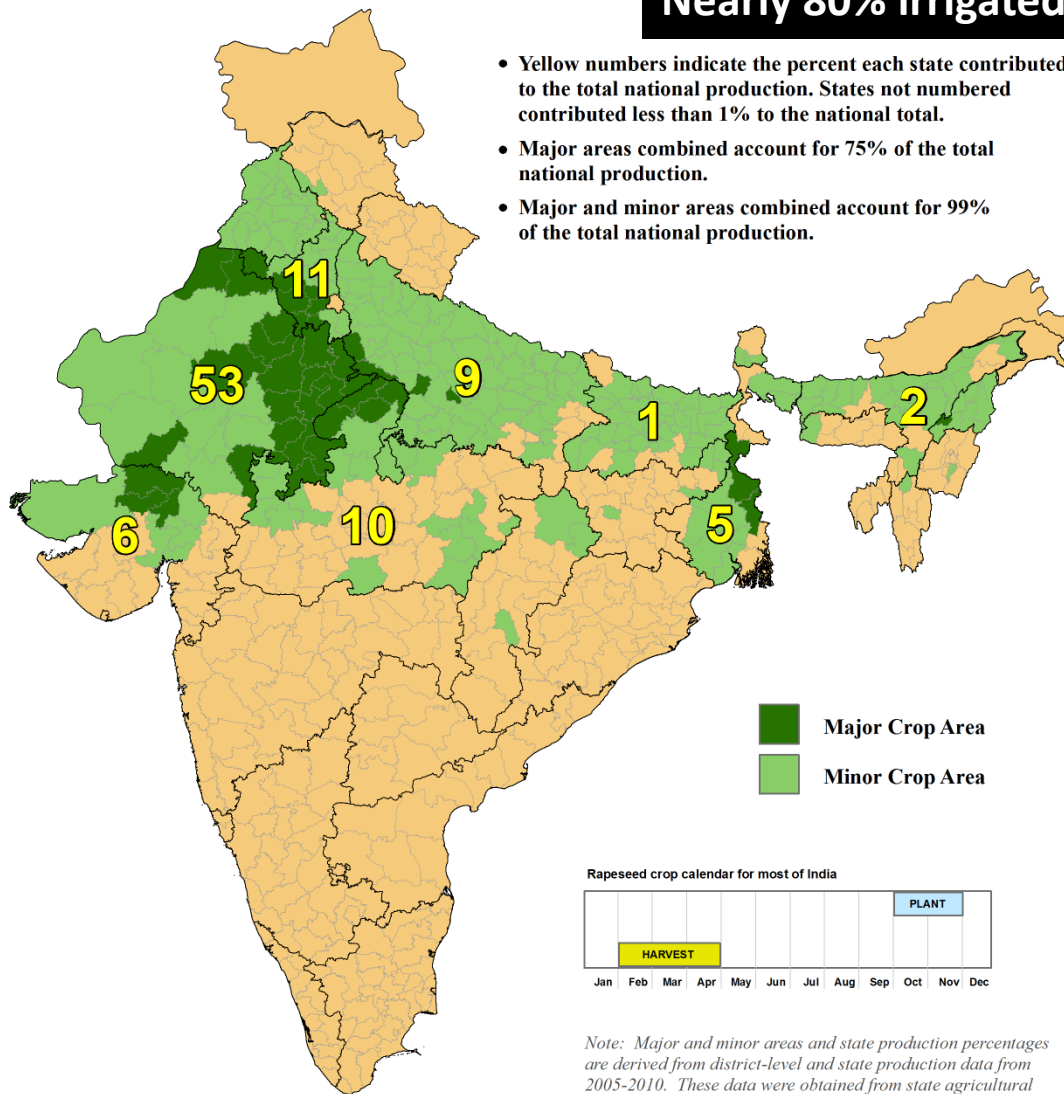 Nearly 80% Irrigated
• Yellow numbers indicate the percent each state contributed
to the total national production. States not numbered
contributed less than 1% to the national total.
• Major areas combined account for 75% of the total
national production.
• Major and minor areas combined account for 99%
of the total national production.
11
53
9
1
2
6
10
5
Major Crop Area
Minor Crop Area
Rapeseed crop calendar for most of India
PLANT
HARVEST
Jan Feb Mar Apr May Jun Jul Aug Sep Oct Nov Dec
Note: Major and minor areas and state production percentages
are derived from district-level and state production data from
2005-2010. These data were obtained from state agricultural